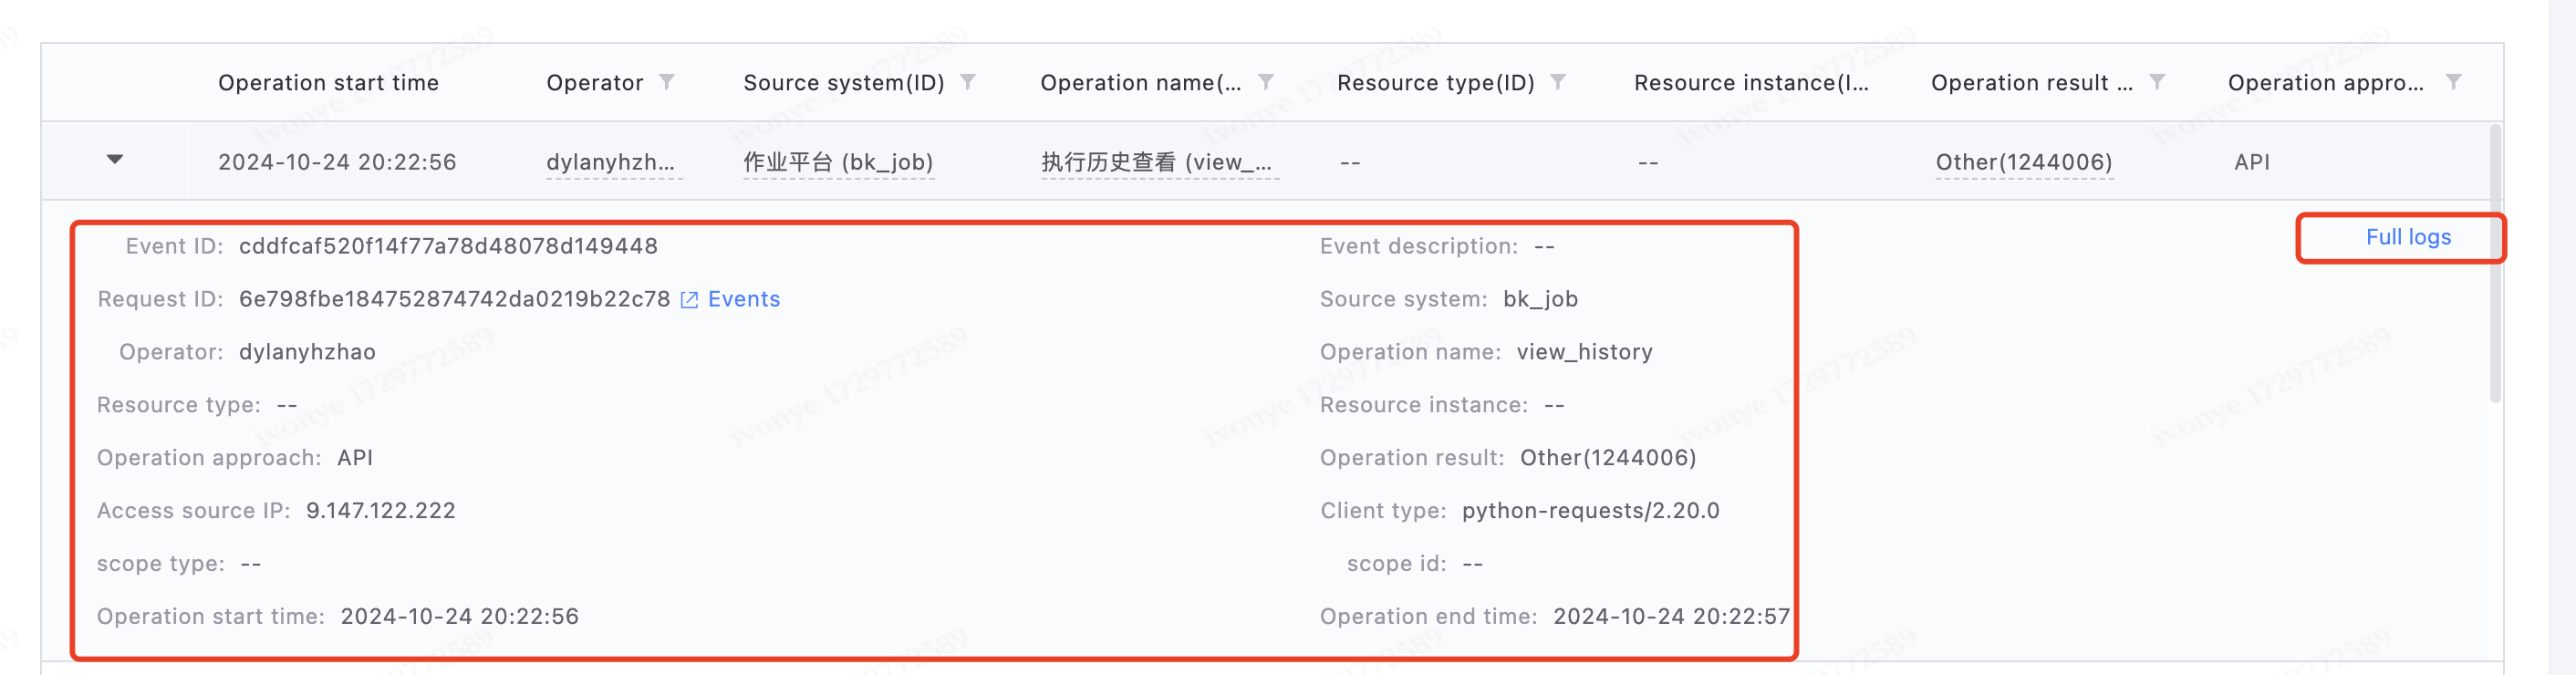 Operation start time Operator Source system(ID) Operation name(... Resource type(ID) Resource instance(I... Operation result ... Operation appro...
2024-10-24 20:22:56 dylanyhzh... 作业平台 (bk_job) 执行历史查看 (view_... -- -- Other(1244006) API
Full logs
Event ID: cddfcaf520f14f77a78d48078d149448 Event description: --
Request ID: 6e798fbe184752874742da0219b22c78 Events Source system: bk_job
Operator: dylanyhzhao Operation name: view_history
Resource type: -- Resource instance: --
Operation approach: API Operation result: Other(1244006)
Access source IP: 9.147.122.222 Client type: python-requests/2.20.0
scope type: -- scope id: --
Operation start time: 2024-10-24 20:22:56 Operation end time: 2024-10-24 20:22:57
ivonye 1729772589